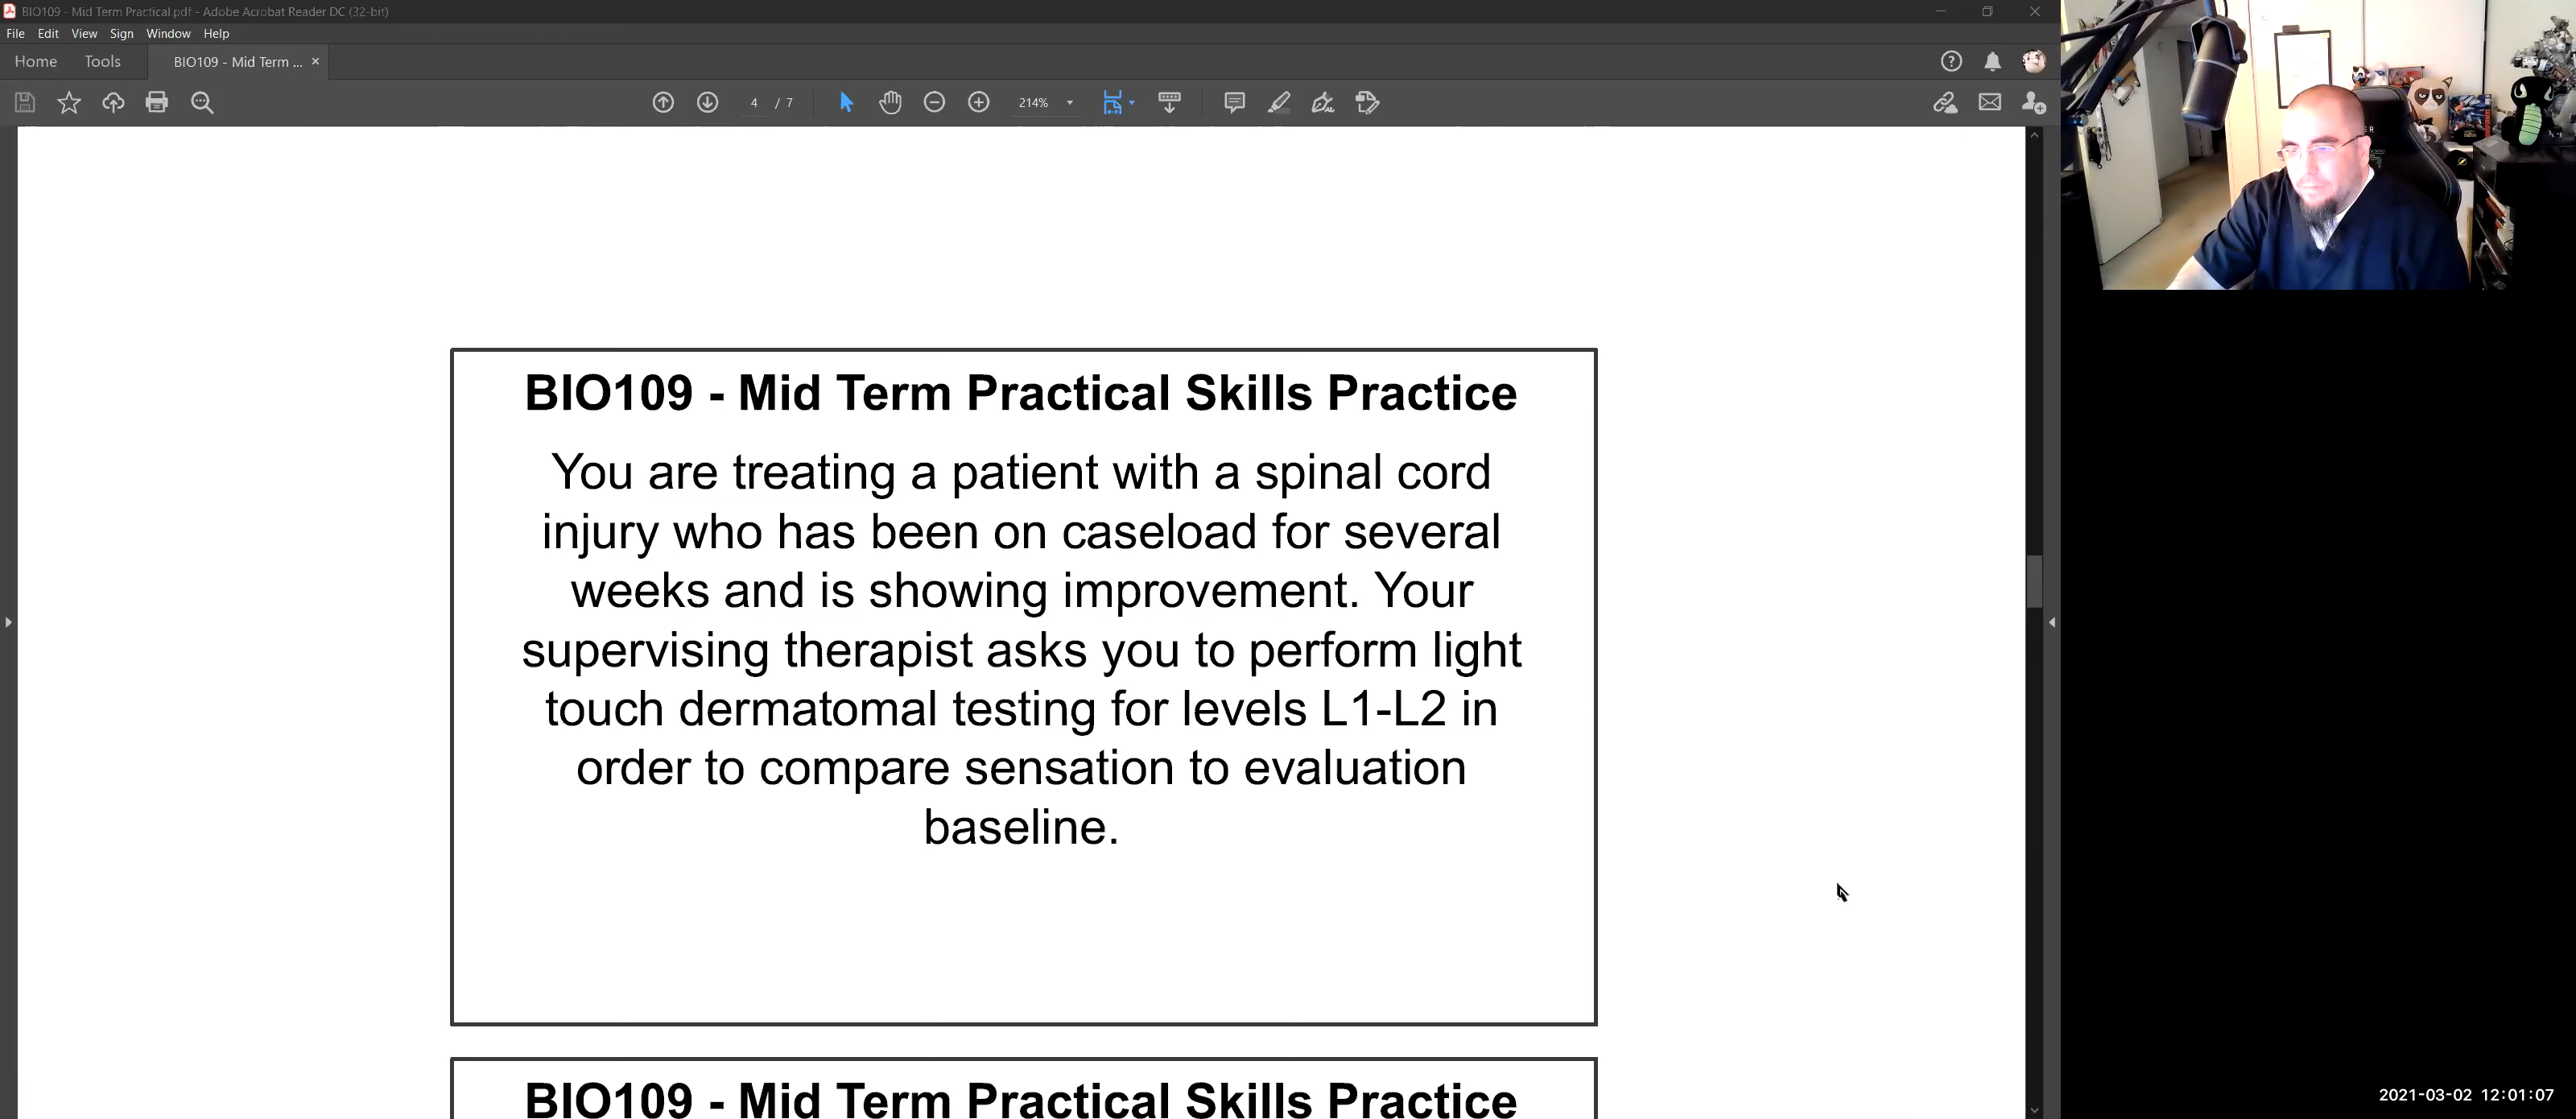 BIO109 - Mid Term Practical.pdf - Adobe Acrobat Reader DC (32-bit)
File Edit View Sign Window Help
Home Tools BIO109 - Mid Term ... ×
4 / 7 214%
BIO109 - Mid Term Practical Skills Practice
You are treating a patient with a spinal cord
injury who has been on caseload for several
weeks and is showing improvement. Your
supervising therapist asks you to perform light
touch dermatomal testing for levels L1-L2 in
order to compare sensation to evaluation
baseline.
BIO109 - Mid Term Practical Skills Practice
2021-03-02 12:01:07